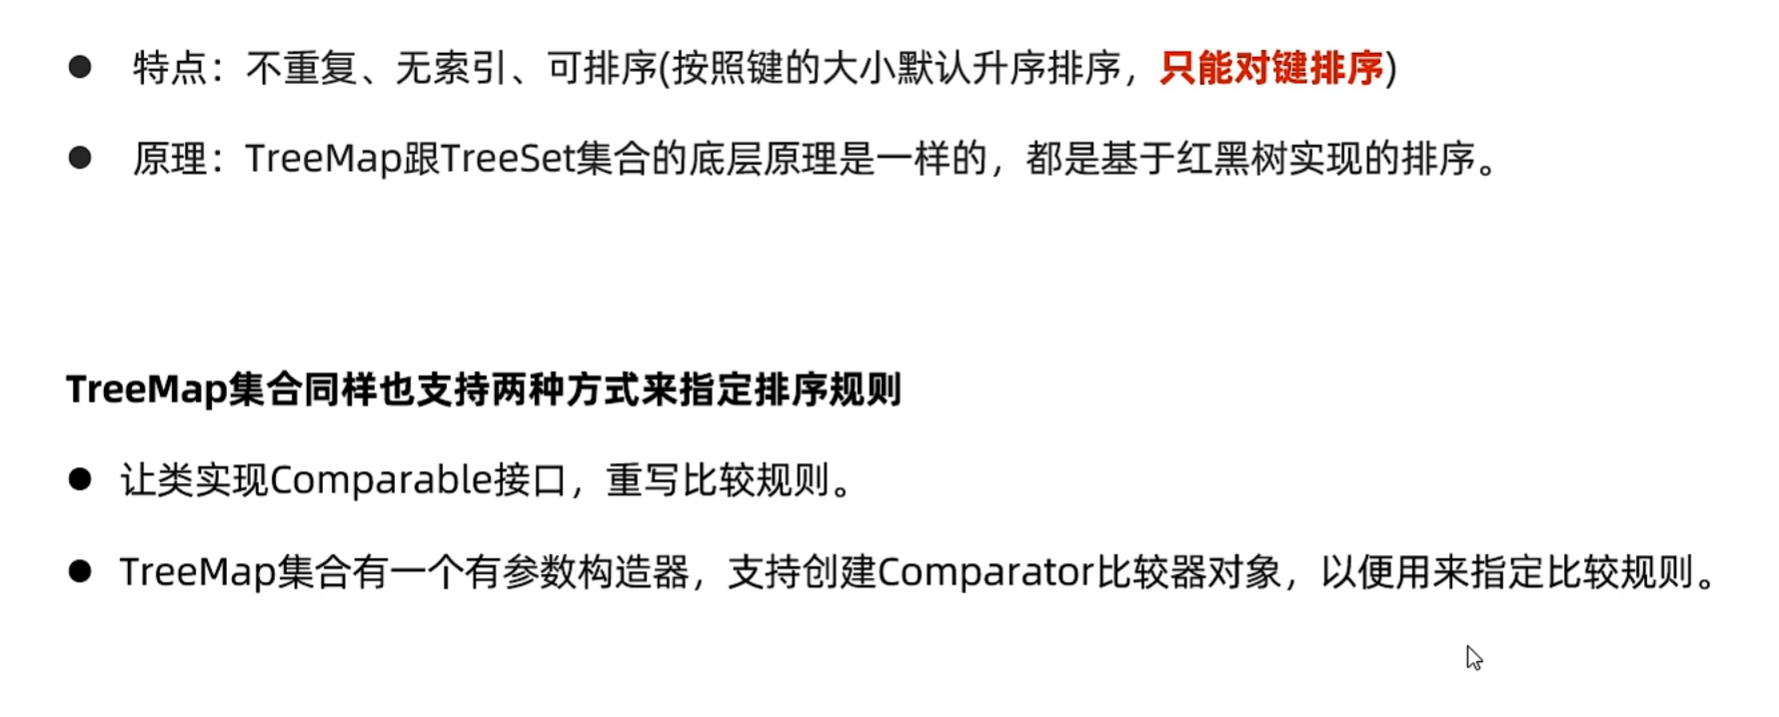 ● 特点：不重复、无索引、可排序(按照键的大小默认升序排序，只能对键排序)
● 原理：TreeMap跟TreeSet集合的底层原理是一样的，都是基于红黑树实现的排序。
TreeMap集合同样也支持两种方式来指定排序规则
● 让类实现Comparable接口，重写比较规则。
● TreeMap集合有一个有参数构造器，支持创建Comparator比较器对象，以便用来指定比较规则。